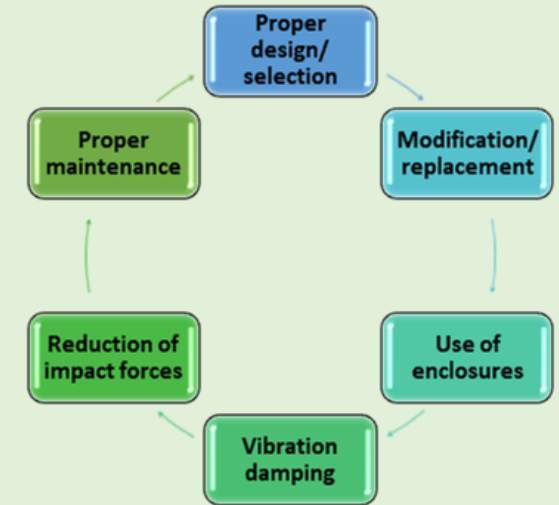 Proper
design/
selection
Modification/
replacement
Use of
enclosures
Vibration
damping
Reduction of
impact forces
Proper
maintenance